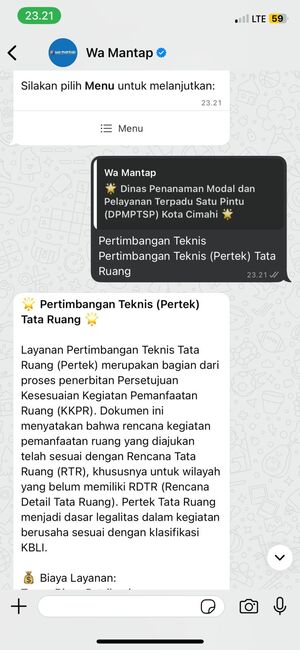 23.21
LTE 59
Wa Mantap
Silakan pilih Menu untuk melanjutkan:
23.21
Menu
Wa Mantap
🌟 Dinas Penanaman Modal dan
Pelayanan Terpadu Satu Pintu
(DPMPTSP) Kota Cimahi 🌟
Pertimbangan Teknis
Pertimbangan Teknis (Pertek) Tata
Ruang
23.21
🌟 Pertimbangan Teknis (Pertek)
Tata Ruang 🌟
Layanan Pertimbangan Teknis Tata
Ruang (Pertek) merupakan bagian dari
proses penerbitan Persetujuan
Kesesuaian Kegiatan Pemanfaatan
Ruang (KKPR). Dokumen ini
menyatakan bahwa rencana kegiatan
pemanfaatan ruang yang diajukan
telah sesuai dengan Rencana Tata
Ruang (RTR), khususnya untuk wilayah
yang belum memiliki RDTR (Rencana
Detail Tata Ruang). Pertek Tata Ruang
menjadi dasar legalitas dalam kegiatan
berusaha sesuai dengan klasifikasi
KBLI.
💰 Biaya Layanan: